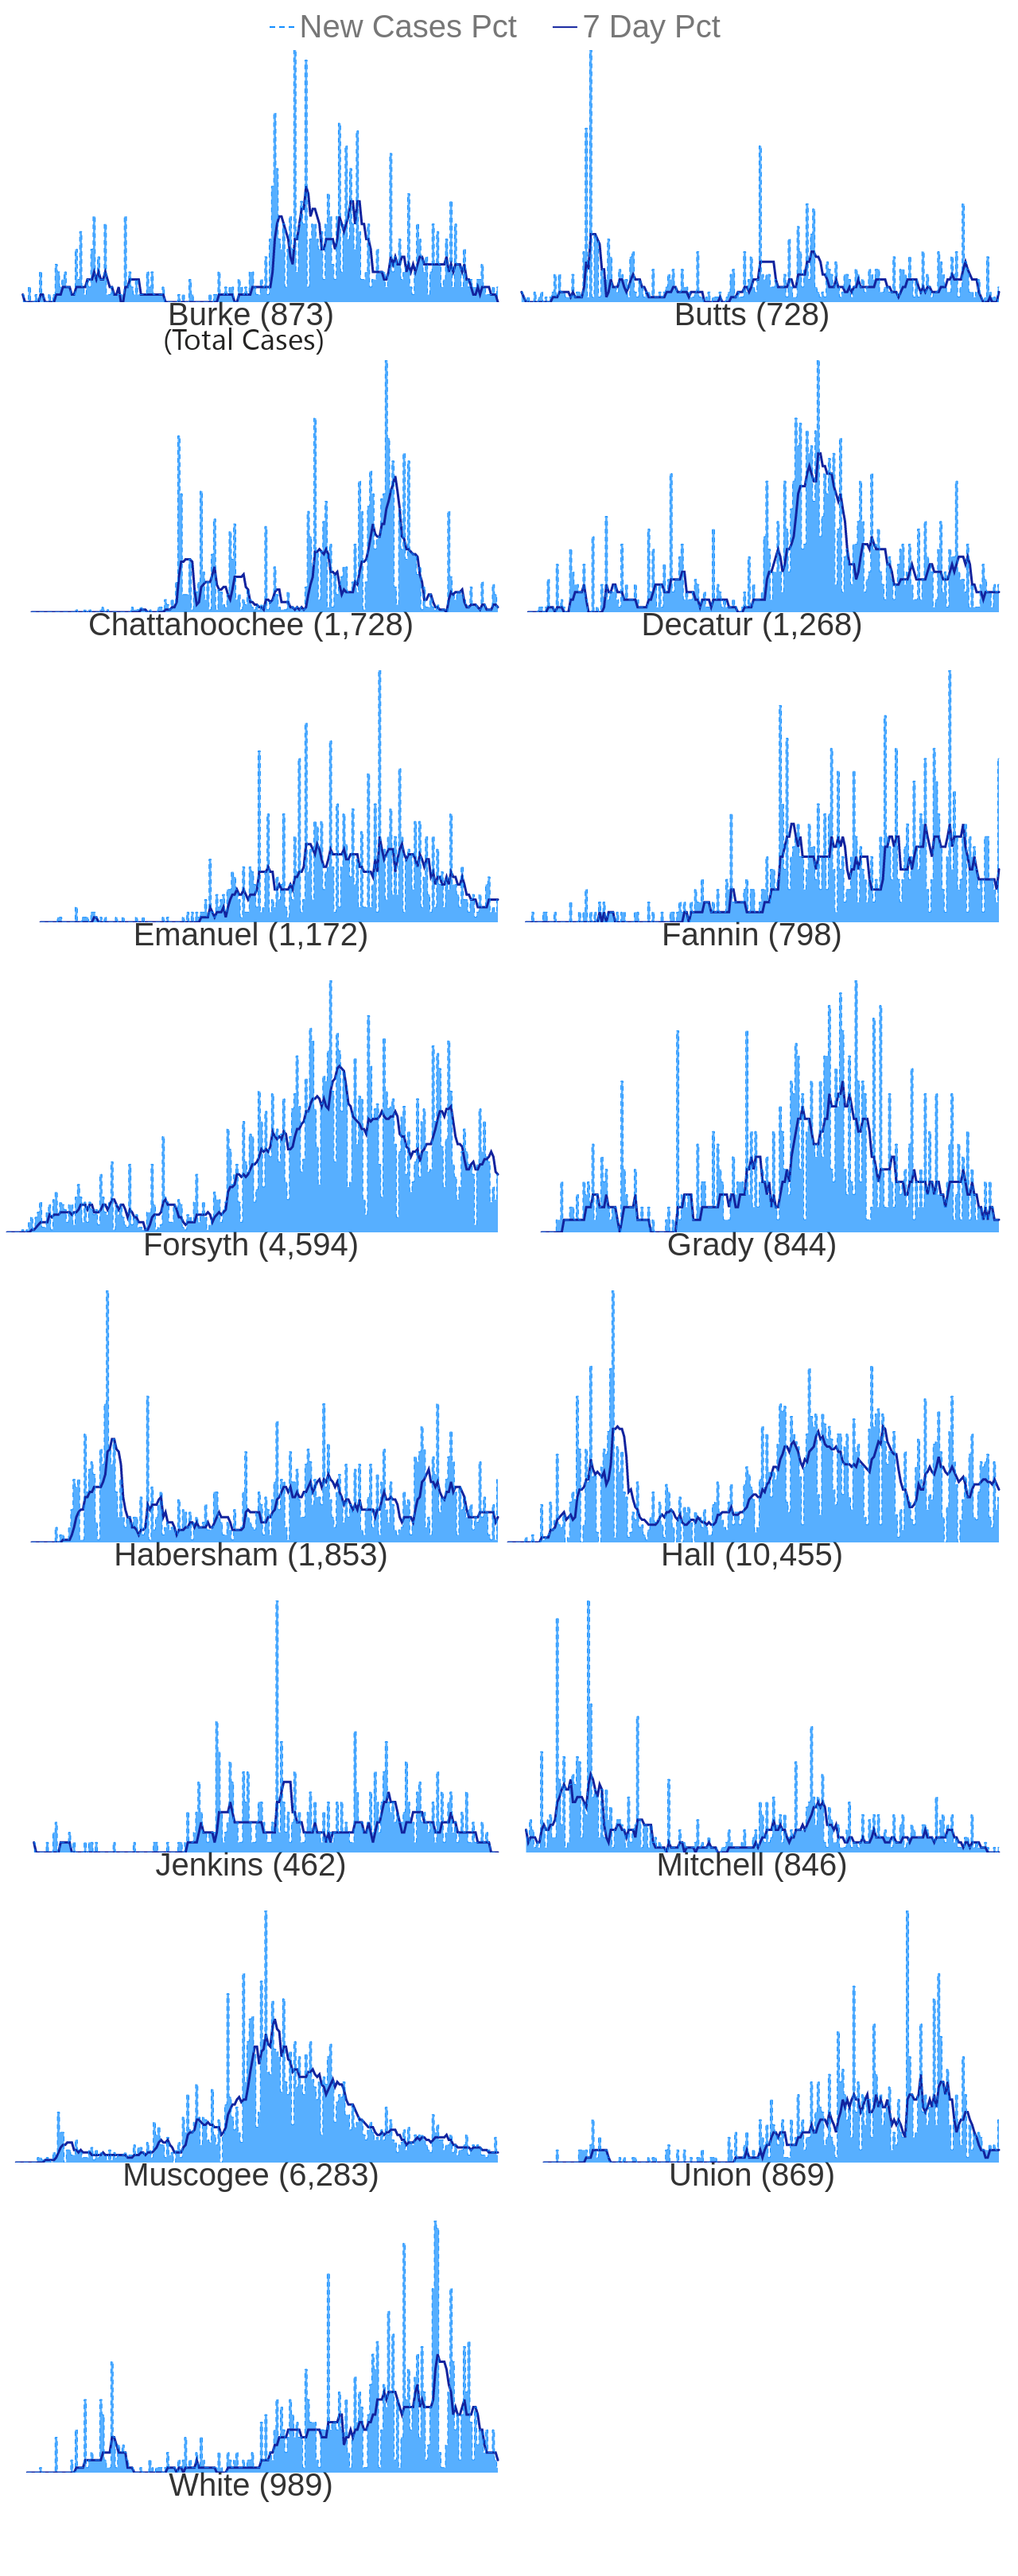 New Cases Pct 7 Day Pct
Burke (873) Butts (728)
(Total Cases)
Chattahoochee (1,728) Decatur (1,268)
Emanuel (1,172) Fannin (798)
Forsyth (4,594) Grady (844)
Habersham (1,853) Hall (10,455)
Jenkins (462) Mitchell (846)
Muscogee (6,283) Union (869)
White (989)